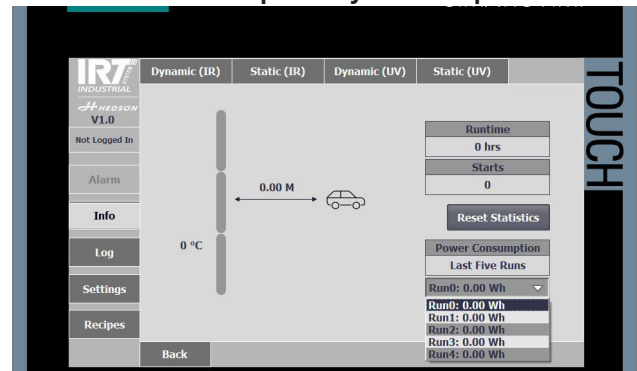 IRT
SYSTEM
INDUSTRIAL
HEDSON
V1.0
Not Logged In
Alarm
Info
Log
Settings
Recipes
Dynamic (IR)
Static (IR)
Dynamic (UV)
Static (UV)
0.00 M
0 °C
Runtime
0 hrs
Starts
0
Reset Statistics
Power Consumption
Last Five Runs
Run0: 0.00 Wh
Run0: 0.00 Wh
Run1: 0.00 Wh
Run2: 0.00 Wh
Run3: 0.00 Wh
Run4: 0.00 Wh
Back
TOUCH